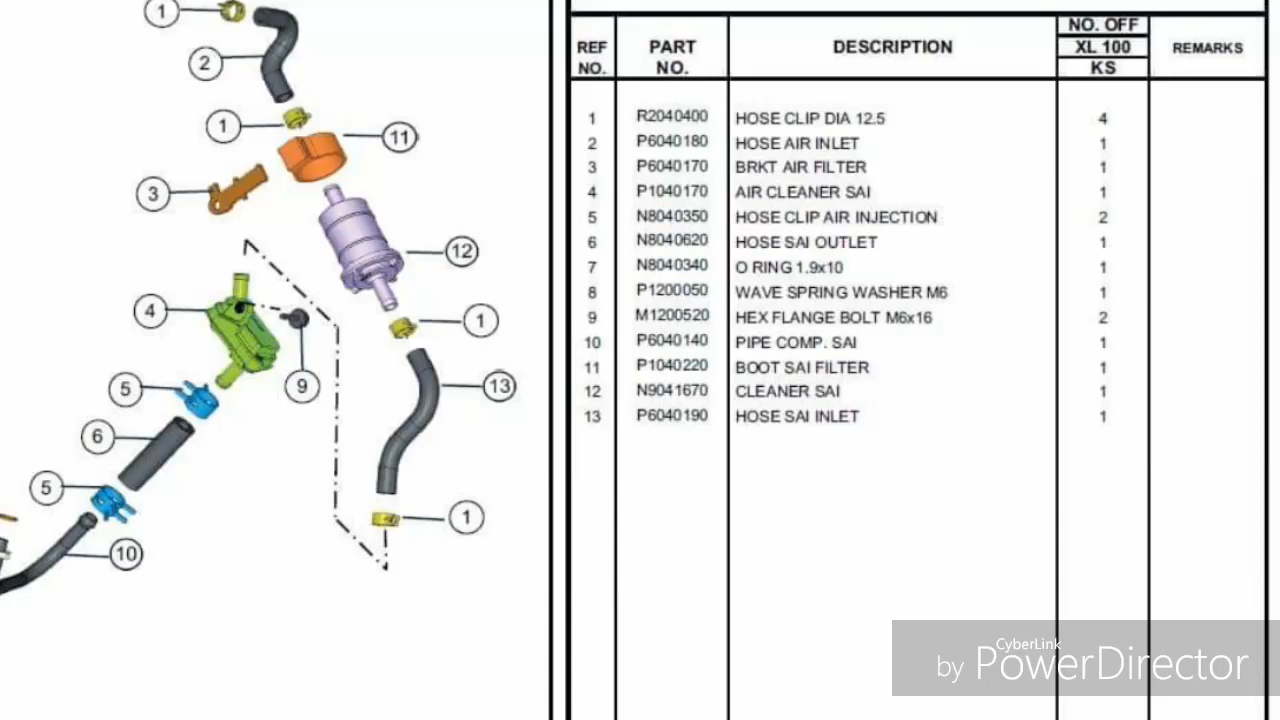 1
2
1
11
3
12
4
1
9
5
13
6
5
1
10
REF NO. PART NO. DESCRIPTION NO. OFF XL 100 KS REMARKS
1 R2040400 HOSE CLIP DIA 12.5 4
2 P6040180 HOSE AIR INLET 1
3 P6040170 BRKT AIR FILTER 1
4 P1040170 AIR CLEANER SAI 1
5 N8040350 HOSE CLIP AIR INJECTION 2
6 N8040620 HOSE SAI OUTLET 1
7 N8040340 O RING 1.9x10 1
8 P1200050 WAVE SPRING WASHER M6 1
9 M1200520 HEX FLANGE BOLT M6x16 2
10 P6040140 PIPE COMP. SAI 1
11 P1040220 BOOT SAI FILTER 1
12 N9041670 CLEANER SAI 1
13 P6040190 HOSE SAI INLET 1
CyberLink
by PowerDirector